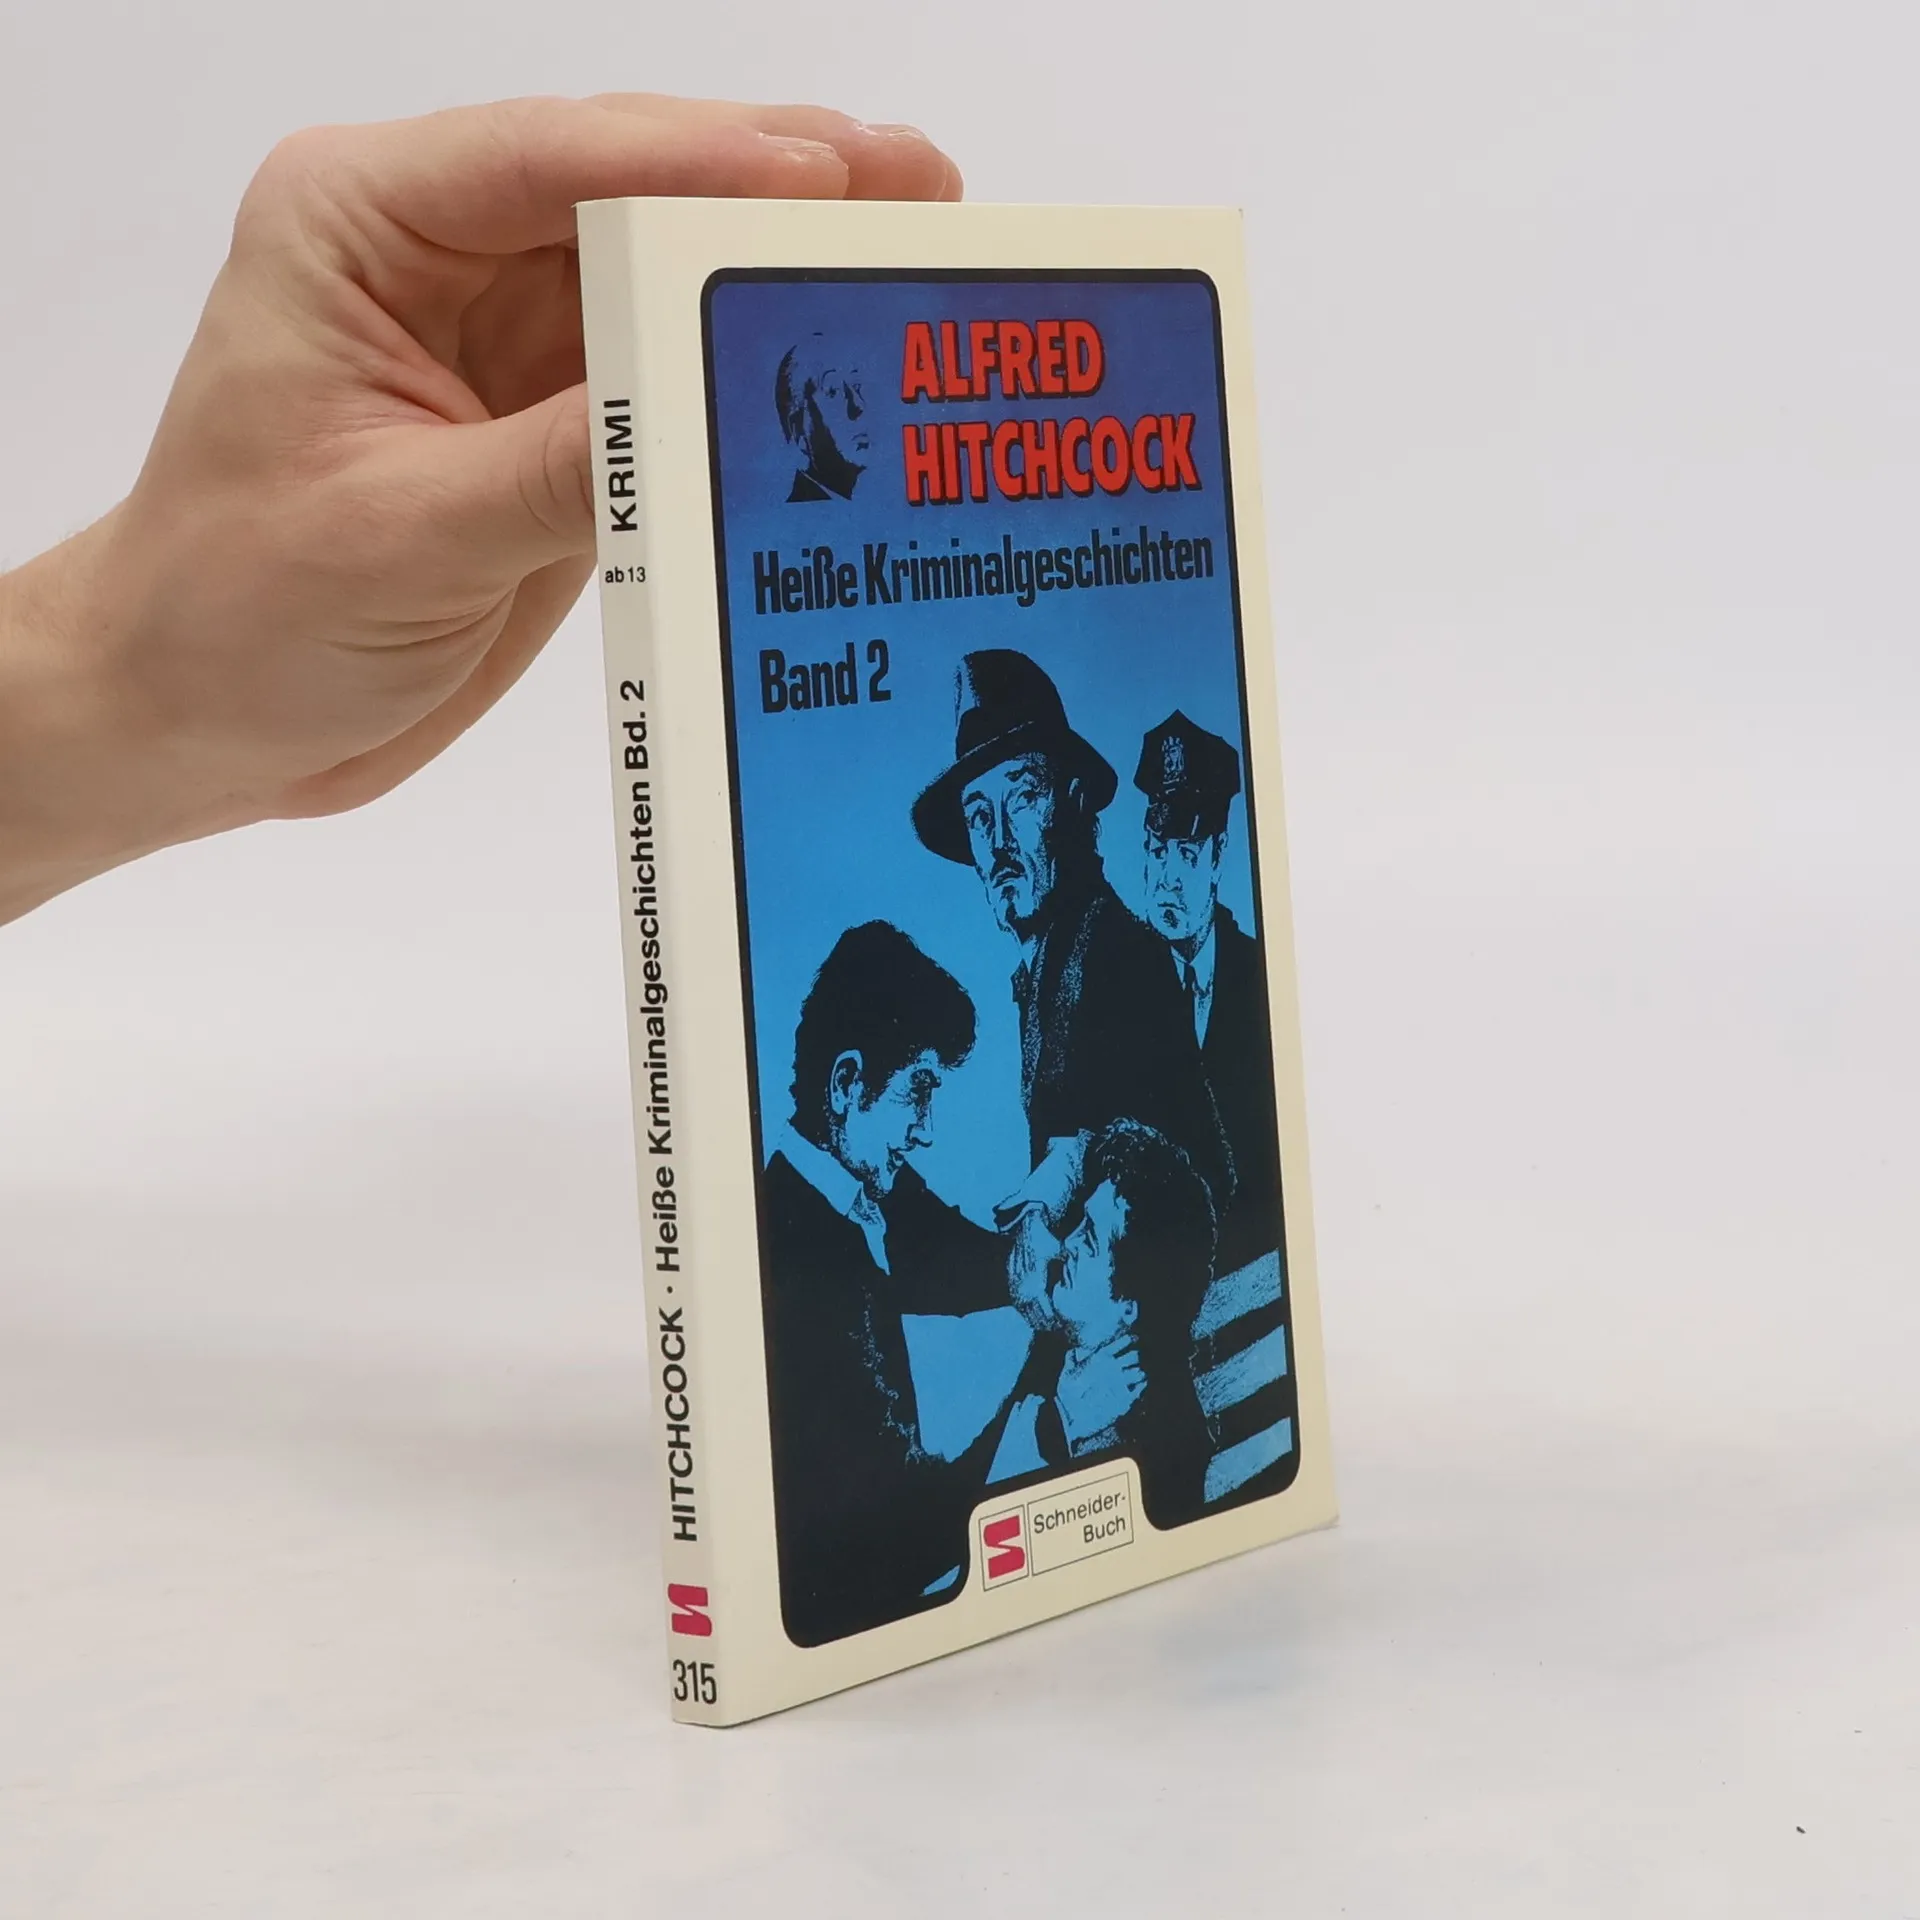 ALFRED
HITCHCOCK
Heiße Kriminalgeschichten
Band 2
Schneider-
Buch
KRIMI
ab 13
HITCHCOCK · Heiße Kriminalgeschichten Bd. 2
315